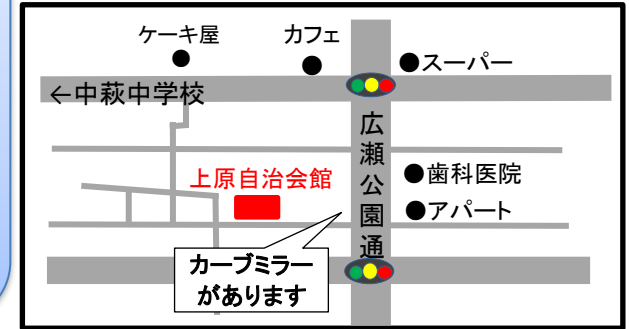 ケーキ屋
カフェ
●スーパー
←中萩中学校
広瀬公園通
上原自治会館
●歯科医院
●アパート
カーブミラー
があります